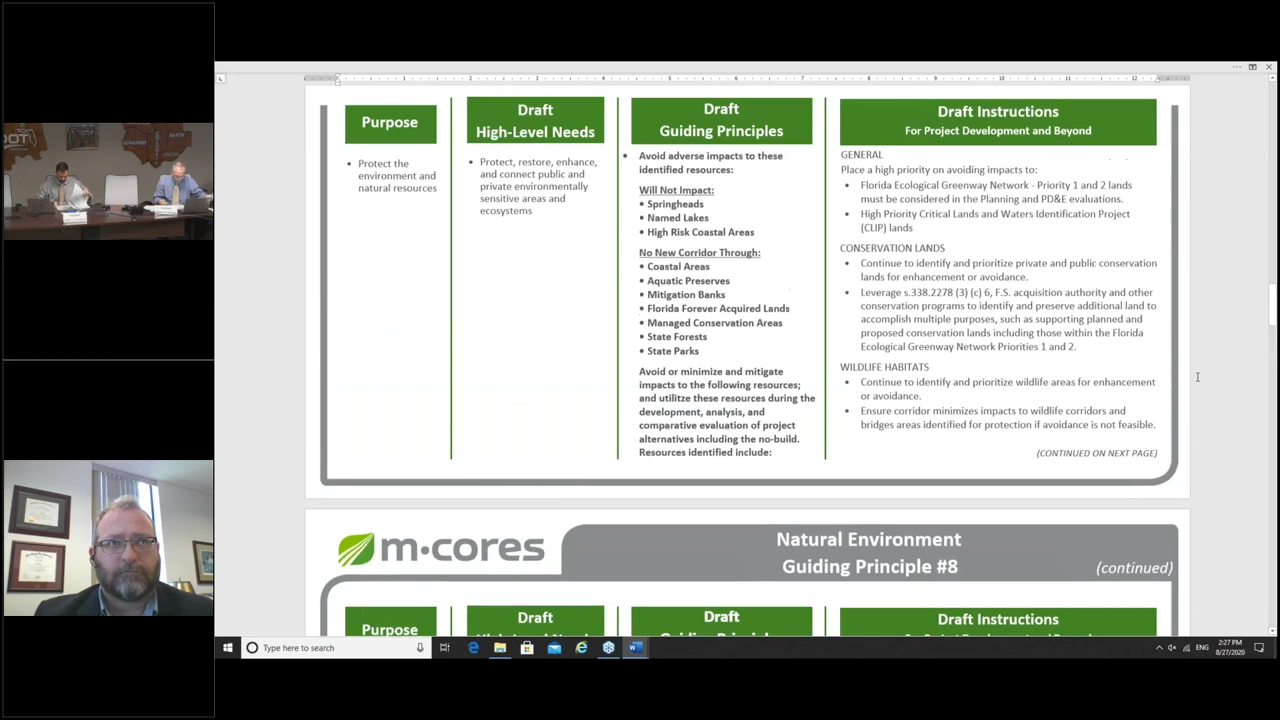 Purpose
• Protect the
environment and
natural resources
Draft
High-Level Needs
• Protect, restore, enhance,
and connect public and
private environmentally
sensitive areas and
ecosystems
Draft
Guiding Principles
• Avoid adverse impacts to these
identified resources:
Will Not Impact:
• Springheads
• Named Lakes
• High Risk Coastal Areas
No New Corridor Through:
• Coastal Areas
• Aquatic Preserves
• Mitigation Banks
• Florida Forever Acquired Lands
• Managed Conservation Areas
• State Forests
• State Parks
Avoid or minimize and mitigate
impacts to the following resources;
and utilitze these resources during the
development, analysis, and
comparative evaluation of project
alternatives including the no-build.
Resources identified include:
Draft Instructions
For Project Development and Beyond
GENERAL
Place a high priority on avoiding impacts to:
• Florida Ecological Greenway Network - Priority 1 and 2 lands
must be considered in the Planning and PD&E evaluations.
• High Priority Critical Lands and Waters Identification Project
(CLIP) lands
CONSERVATION LANDS
• Continue to identify and prioritize private and public conservation
lands for enhancement or avoidance.
• Leverage s.338.2278 (3) (c) 6, F.S. acquisition authority and other
conservation programs to identify and preserve additional land to
accomplish multiple purposes, such as supporting planned and
proposed conservation lands including those within the Florida
Ecological Greenway Network Priorities 1 and 2.
WILDLIFE HABITATS
• Continue to identify and prioritize wildlife areas for enhancement
or avoidance.
• Ensure corridor minimizes impacts to wildlife corridors and
bridges areas identified for protection if avoidance is not feasible.
(CONTINUED ON NEXT PAGE)
m·cores
Natural Environment
Guiding Principle #8
(continued)
Purpose
Draft
Draft
Draft Instructions
Type here to search
ENG
2:27 PM
8/27/2020